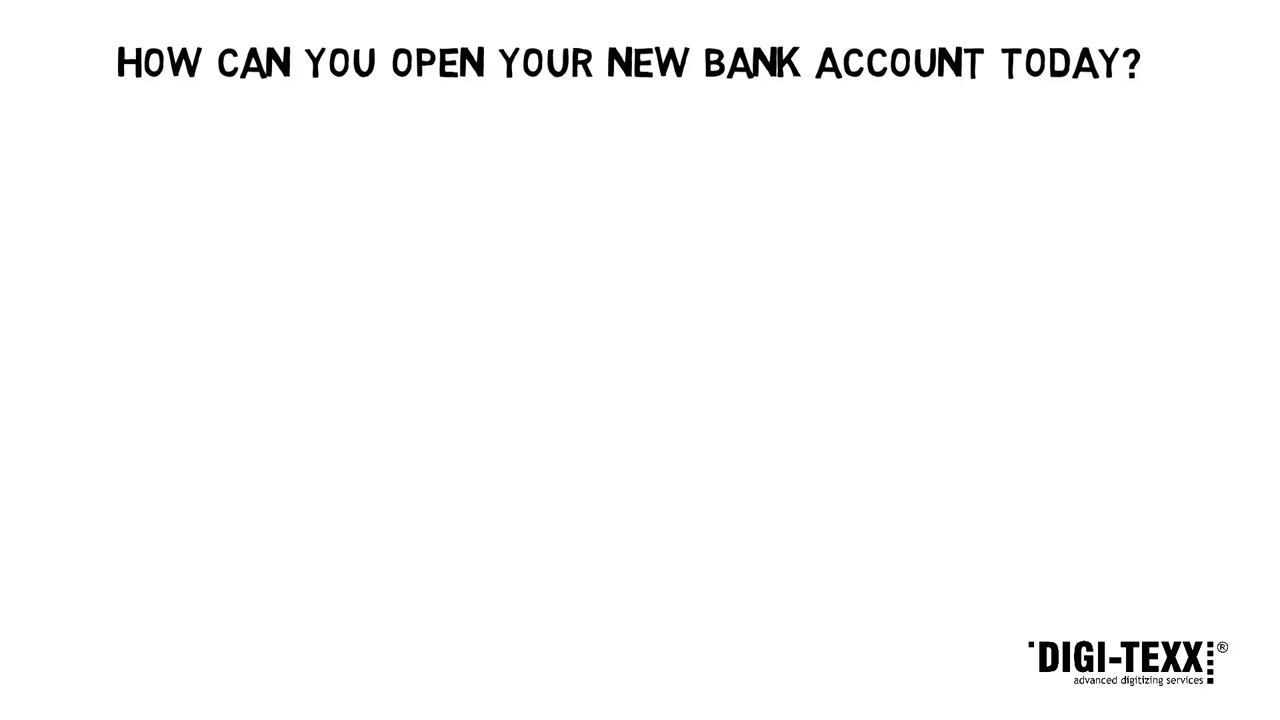 HOW CAN YOU OPEN YOUR NEW BANK ACCOUNT TODAY?
DIGI-TEXX®
advanced digitizing services